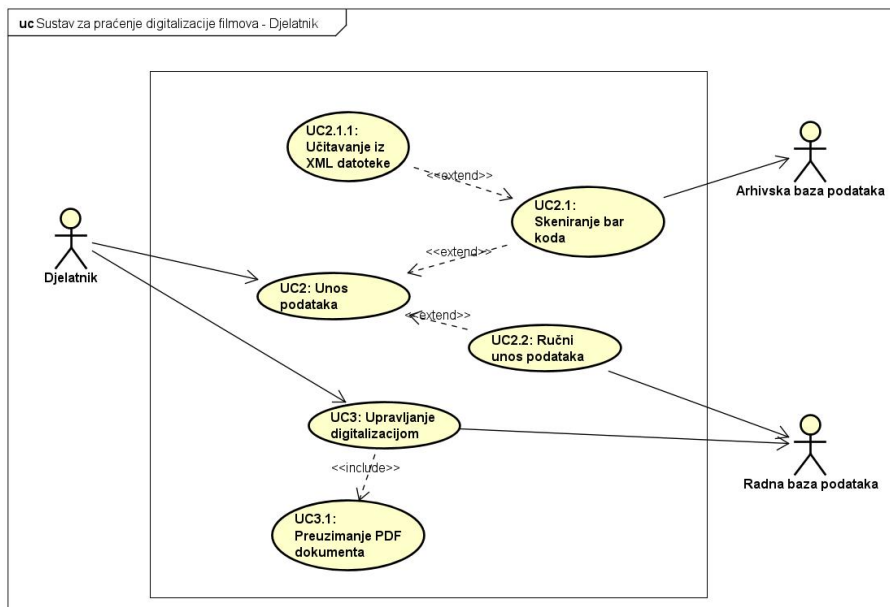 uc Sustav za praćenje digitalizacije filmova - Djelatnik
UC2.1.1:
Učitavanje iz
XML datoteke
<<extend>>
Arhivska baza podataka
UC2.1:
Skeniranje bar
koda
<<extend>>
Djelatnik
UC2: Unos
podataka
<<extend>>
UC2.2: Ručni
unos podataka
UC3: Upravljanje
digitalizacijom
<<include>>
Radna baza podataka
UC3.1:
Preuzimanje PDF
dokumenta